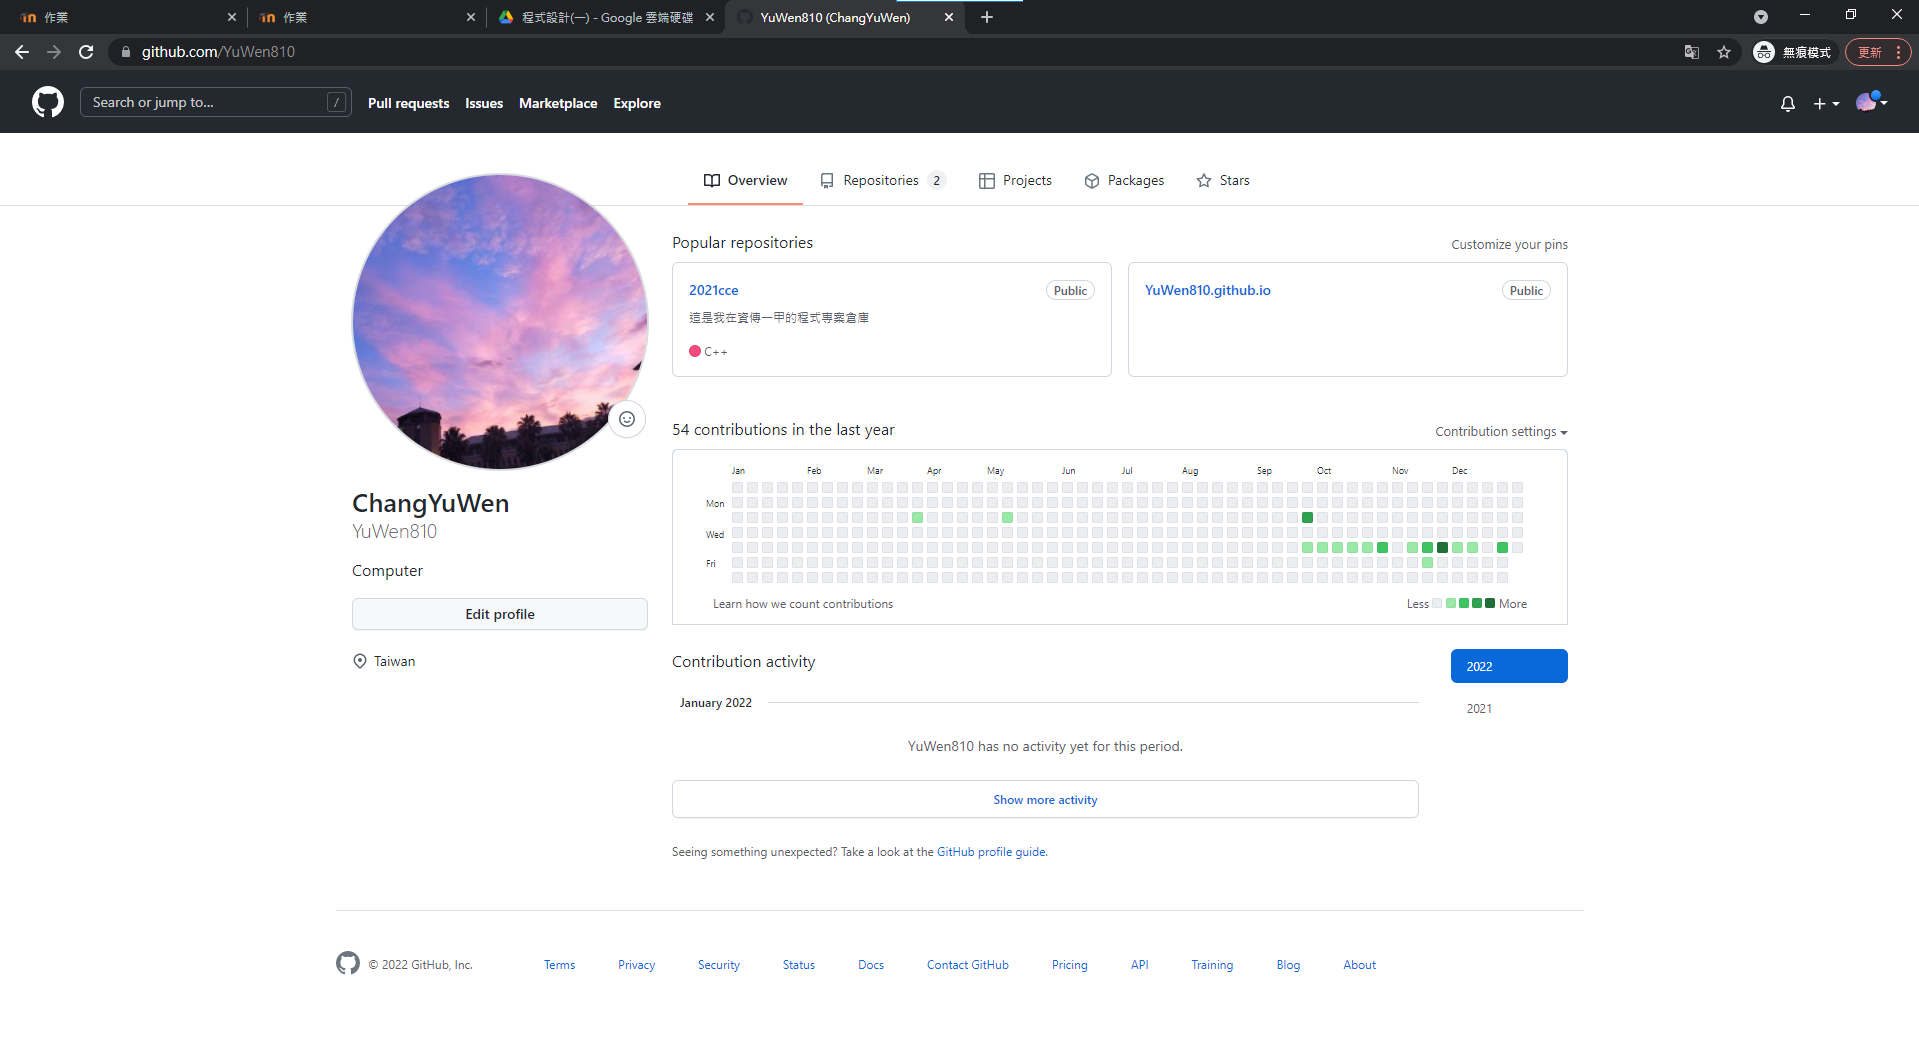 作業
作業
程式設計(一) - Google 雲端硬碟
YuWen810 (ChangYuWen)
github.com/YuWen810
無痕模式
更新
Search or jump to...
/
Pull requests
Issues
Marketplace
Explore
Overview
Repositories 2
Projects
Packages
Stars
Popular repositories
Customize your pins
2021cce
Public
這是我在資傳一甲的程式專案倉庫
C++
YuWen810.github.io
Public
54 contributions in the last year
Contribution settings
Jan Feb Mar Apr May Jun Jul Aug Sep Oct Nov Dec
Mon
Wed
Fri
Learn how we count contributions
Less
More
ChangYuWen
YuWen810
Computer
Edit profile
Taiwan
Contribution activity
2022
2021
January 2022
YuWen810 has no activity yet for this period.
Show more activity
Seeing something unexpected? Take a look at the GitHub profile guide.
© 2022 GitHub, Inc.
Terms
Privacy
Security
Status
Docs
Contact GitHub
Pricing
API
Training
Blog
About